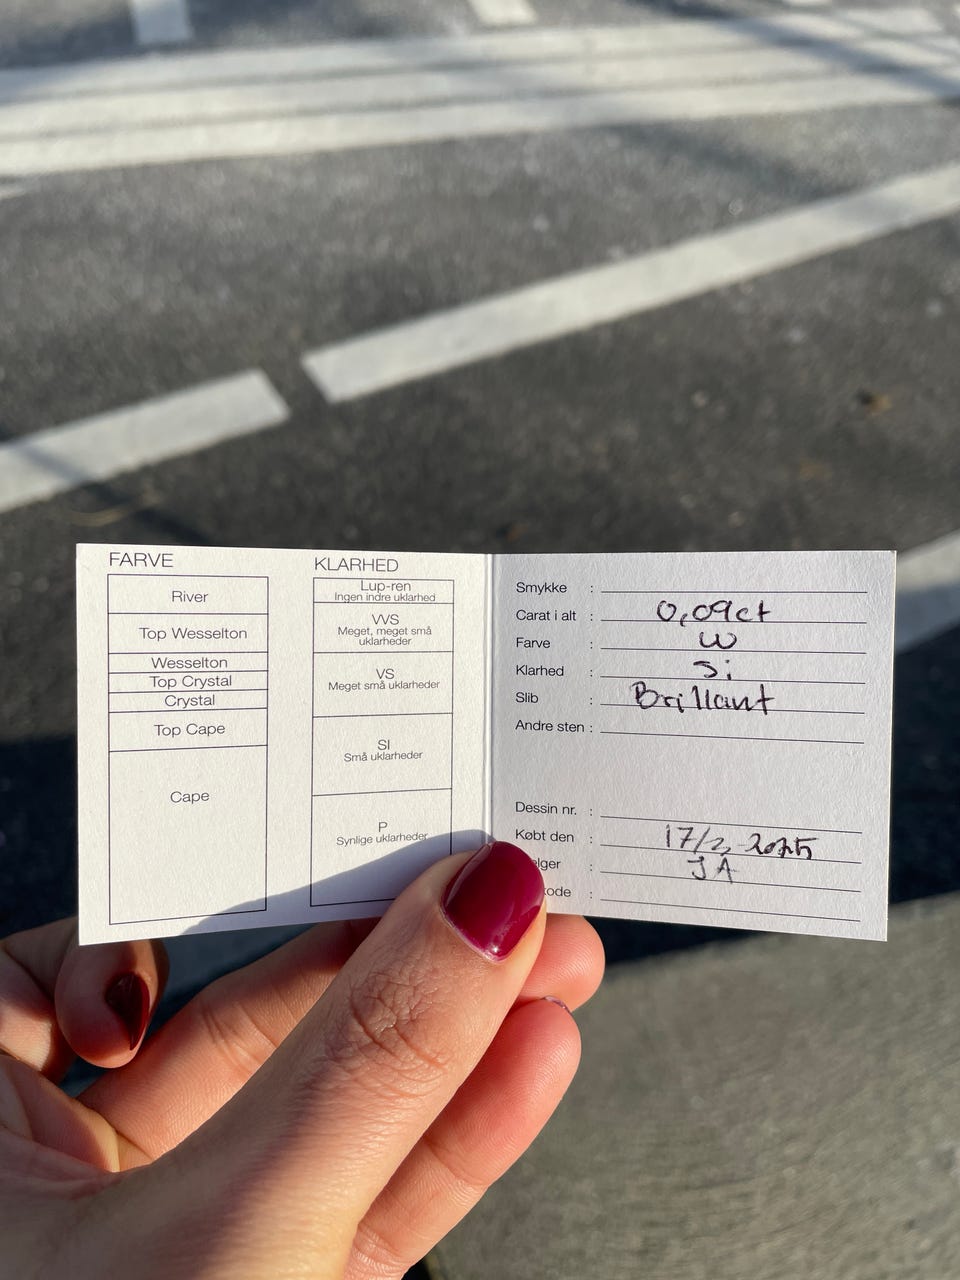 FARVE
River
Top Wesselton
Wesselton
Top Crystal
Crystal
Top Cape
Cape
KLARHED
Lup-ren
Ingen indre uklarhed
VVS
Meget, meget små
uklarheder
VS
Meget små uklarheder
SI
Små uklarheder
P
Synlige uklarheder
Smykke :
Carat i alt : 0,09ct
Farve : W
Klarhed : Si
Slib : Brillant
Andre sten :
Dessin nr. :
Købt den : 17/2
: JA
: